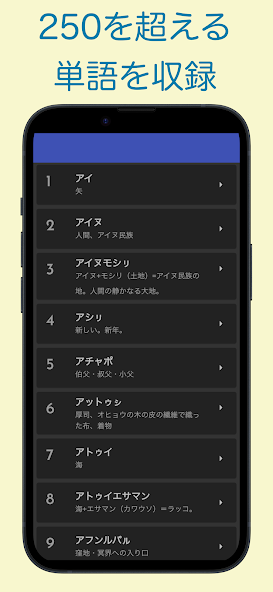 250を超える
単語を収録
1
アイ
矢
2
アイヌ
人間、アイヌ民族
3
アイヌモシㇼ
アイヌ+モシリ（土地）=アイヌ民族の
地。人間の静かなる大地。
4
アシㇼ
新しい。新年。
5
アチャポ
伯父・叔父・小父
6
アットゥㇱ
厚司、オヒョウの木の皮の繊維で織っ
た布、着物
7
アトゥイ
海
8
アトゥイエサマン
海+エサマン（カワウソ）=ラッコ。
9
アフンルパㇻ
窪地・冥界への入り口